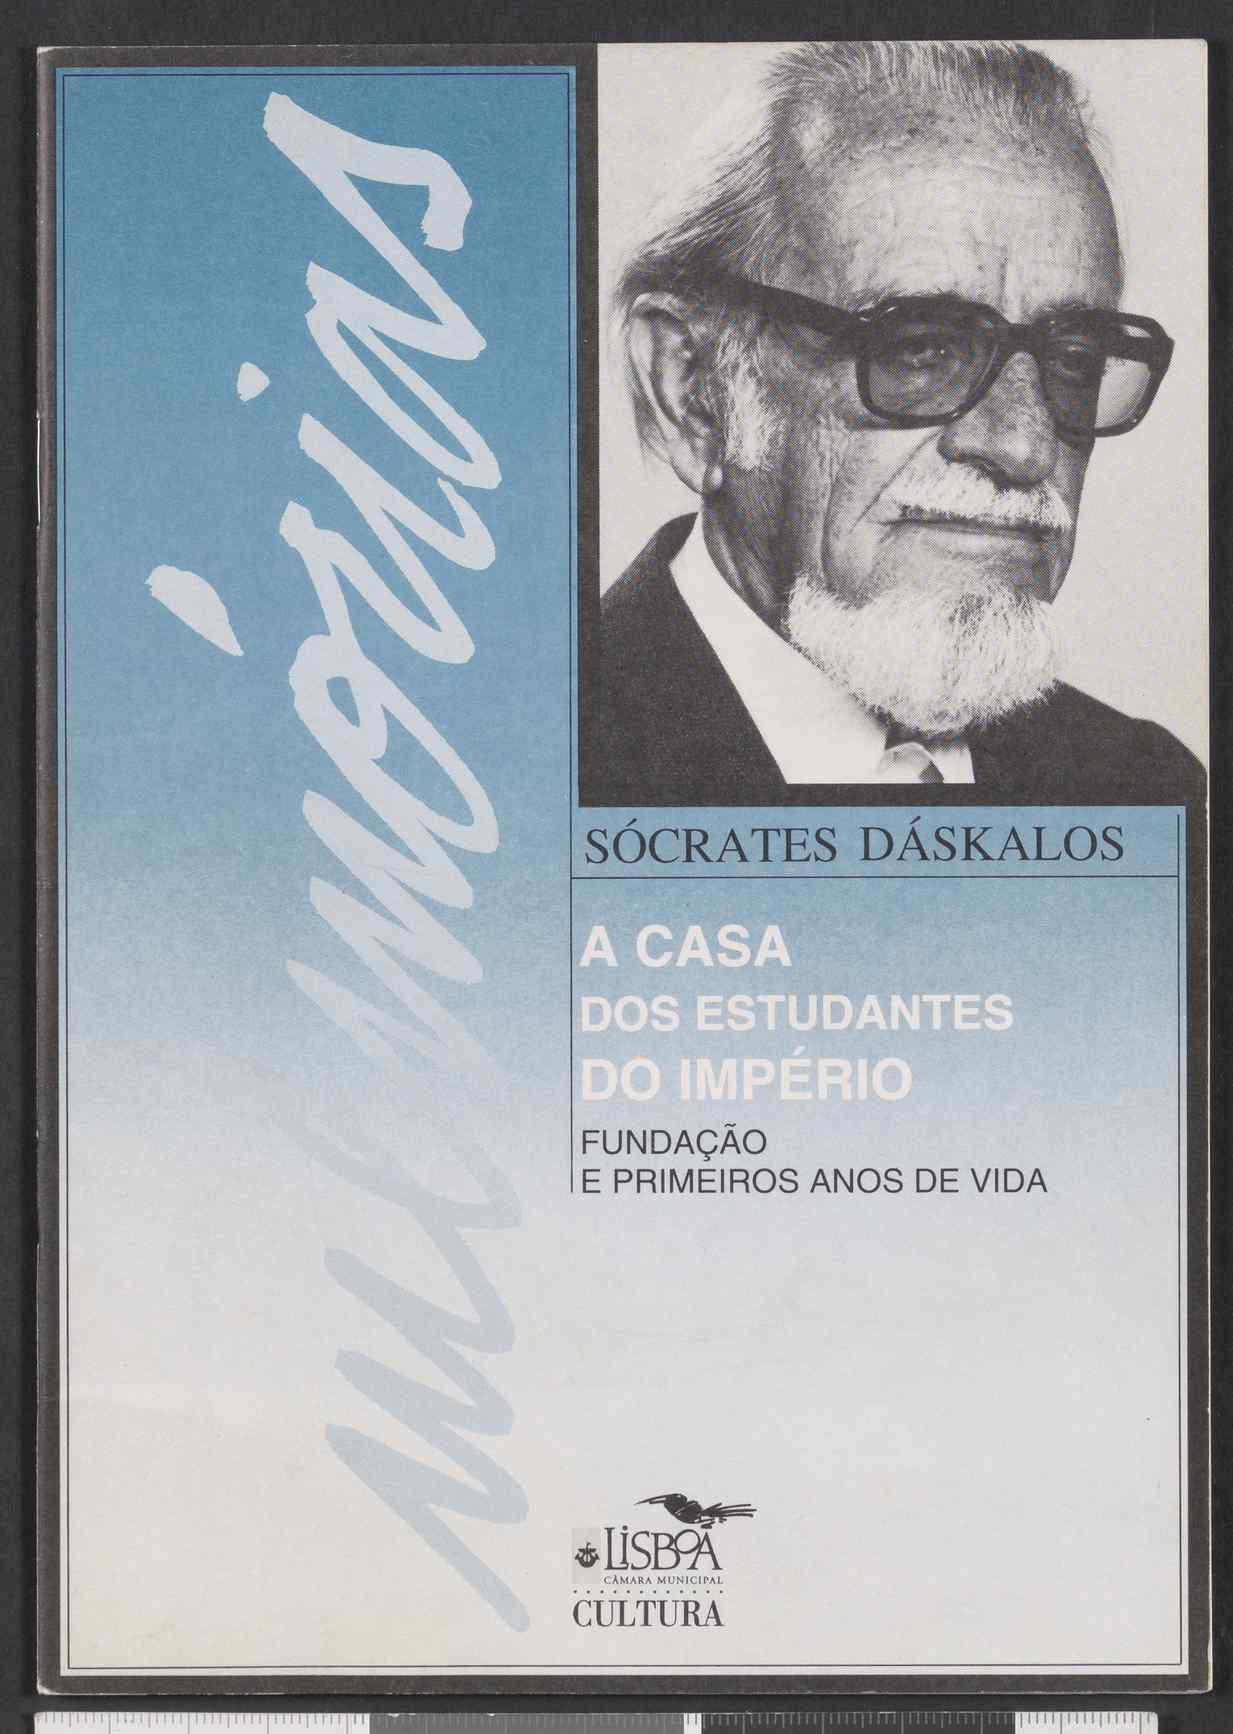 memórias
SÓCRATES DÁSKALOS
A CASA
DOS ESTUDANTES
DO IMPÉRIO
FUNDAÇÃO
E PRIMEIROS ANOS DE VIDA
LISBOA
CÂMARA MUNICIPAL
CULTURA